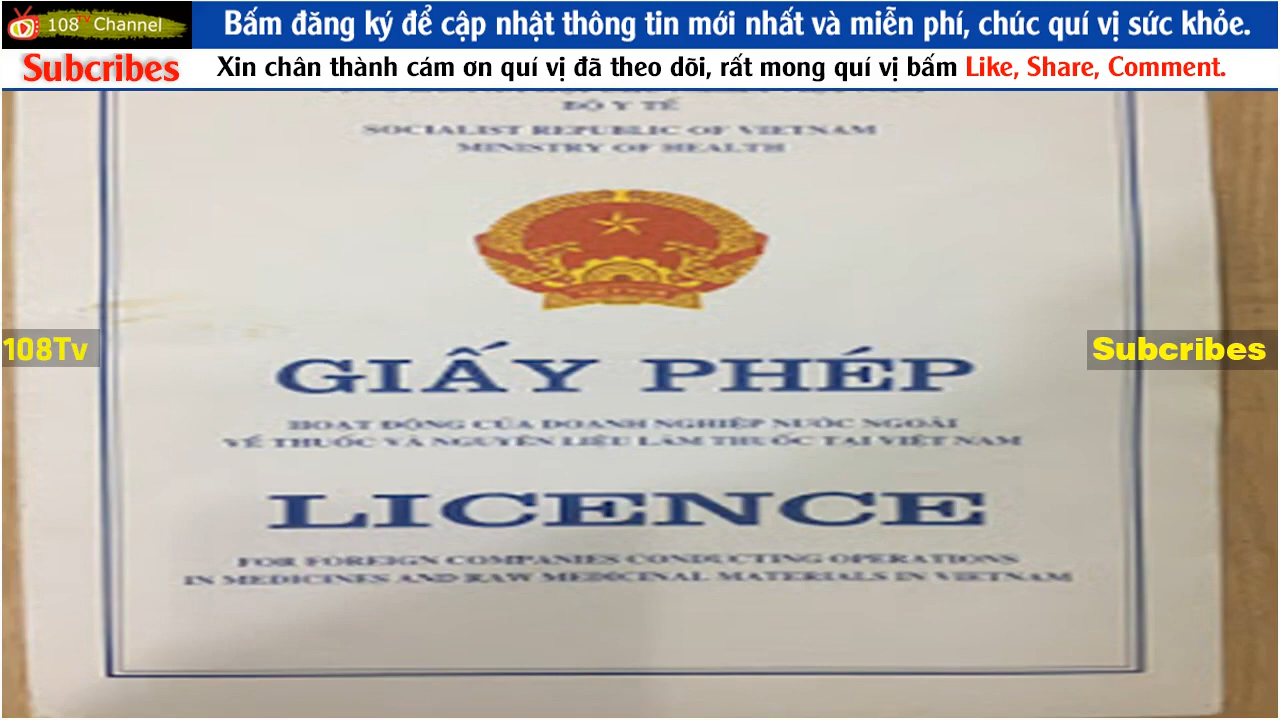 108 Tv Channel
Bấm đăng ký để cập nhật thông tin mới nhất và miễn phí, chúc quí vị sức khỏe.
Subcribes
Xin chân thành cám ơn quí vị đã theo dõi, rất mong quí vị bấm Like, Share, Comment.
BỘ Y TẾ
SOCIALIST REPUBLIC OF VIETNAM
MINISTRY OF HEALTH
108Tv
Subcribes
GIẤY PHÉP
HOẠT ĐỘNG CỦA DOANH NGHIỆP NƯỚC NGOÀI
VỀ THUỐC VÀ NGUYÊN LIỆU LÀM THUỐC TẠI VIỆT NAM
LICENCE
FOR FOREIGN COMPANIES CONDUCTING OPERATIONS
IN MEDICINES AND RAW MEDICINAL MATERIALS IN VIETNAM